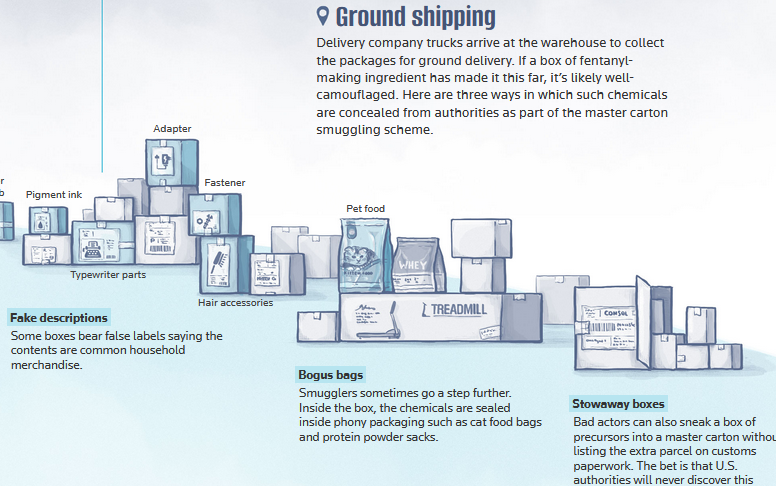 Ground shipping
Delivery company trucks arrive at the warehouse to collect
the packages for ground delivery. If a box of fentanyl-
making ingredient has made it this far, it’s likely well-
camouflaged. Here are three ways in which such chemicals
are concealed from authorities as part of the master carton
smuggling scheme.
Adapter
r
b
Pigment ink
Fastener
Typewriter parts
Hair accessories
Pet food
WHEY
TREADMILL
CONSOL
Fake descriptions
Some boxes bear false labels saying the
contents are common household
merchandise.
Bogus bags
Smugglers sometimes go a step further.
Inside the box, the chemicals are sealed
inside phony packaging such as cat food bags
and protein powder sacks.
Stowaway boxes
Bad actors can also sneak a box of
precursors into a master carton withou
listing the extra parcel on customs
paperwork. The bet is that U.S.
authorities will never discover this